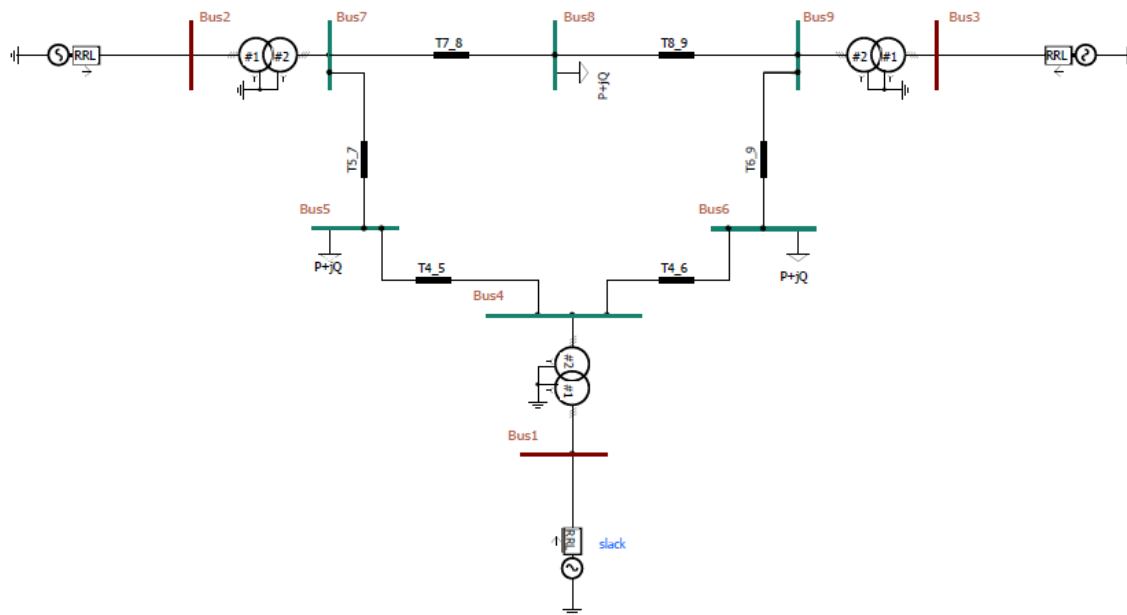 Bus2
Bus7
Bus8
Bus9
Bus3
RRL
#1
#2
T7_8
T8_9
#2
#1
RRL
P+jQ
T5_7
T6_9
Bus5
Bus6
P+jQ
T4_5
T4_6
P+jQ
Bus4
#2
#1
Bus1
RRL
slack